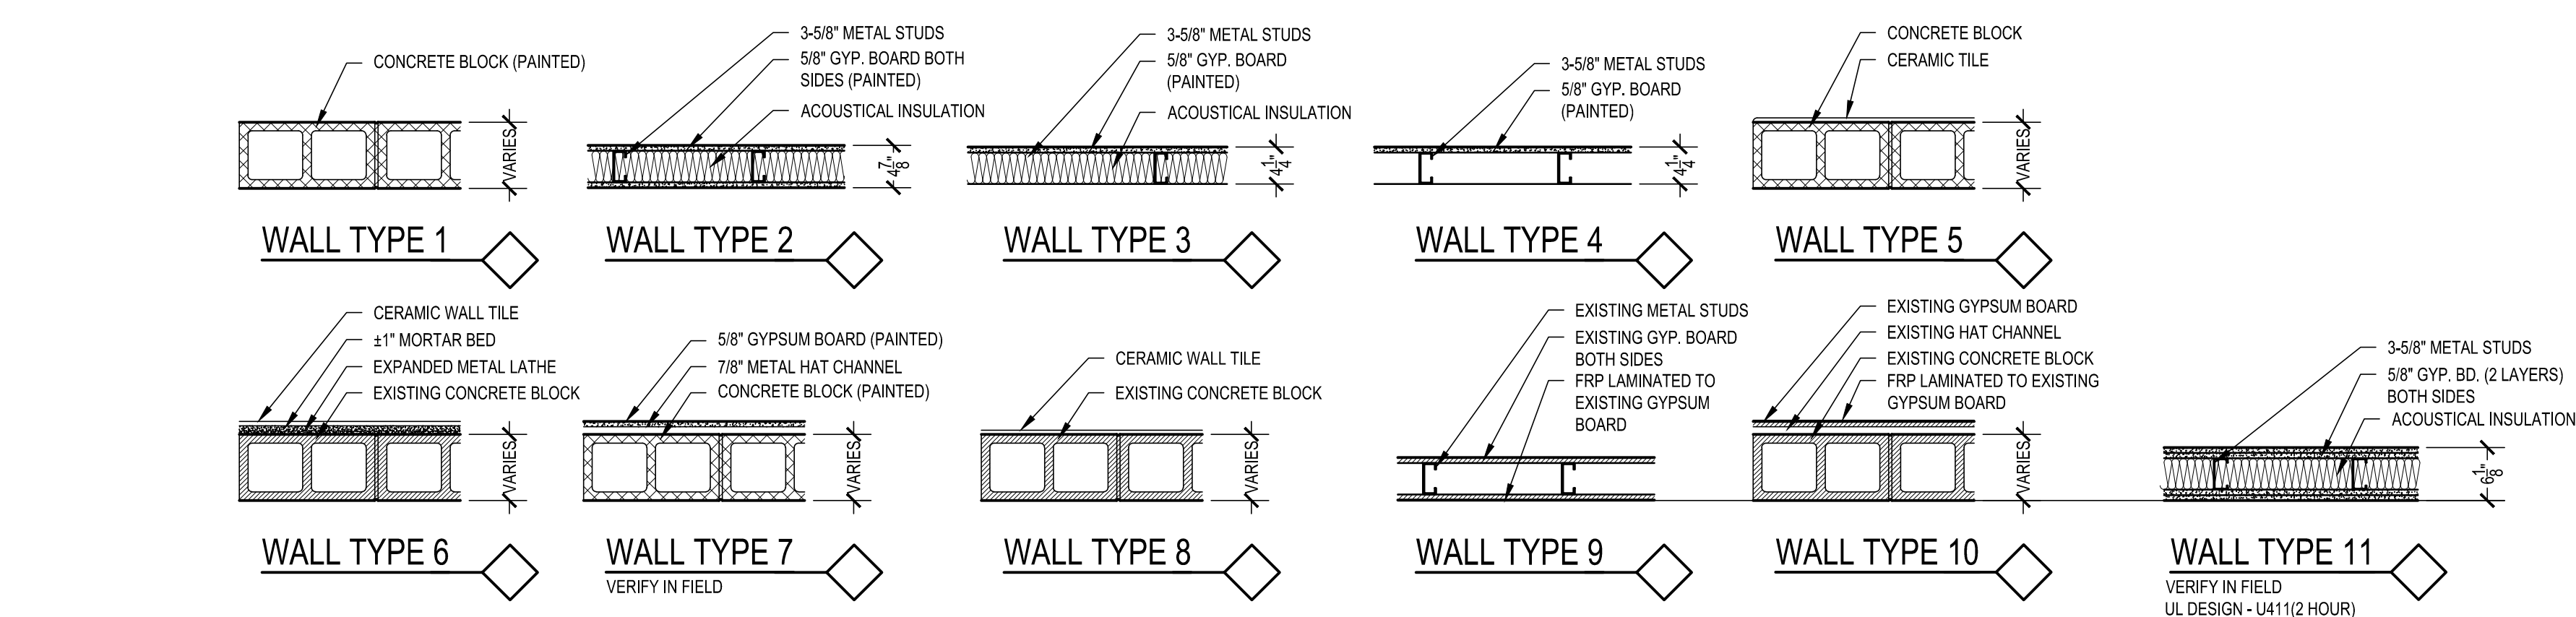 CONCRETE BLOCK (PAINTED)
VARIES
WALL TYPE 1
3-5/8" METAL STUDS
5/8" GYP. BOARD BOTH
SIDES (PAINTED)
ACOUSTICAL INSULATION
4 7/8"
WALL TYPE 2
3-5/8" METAL STUDS
5/8" GYP. BOARD
(PAINTED)
ACOUSTICAL INSULATION
4 1/4"
WALL TYPE 3
3-5/8" METAL STUDS
5/8" GYP. BOARD
(PAINTED)
4 1/4"
WALL TYPE 4
CONCRETE BLOCK
CERAMIC TILE
VARIES
WALL TYPE 5
CERAMIC WALL TILE
±1" MORTAR BED
EXPANDED METAL LATHE
EXISTING CONCRETE BLOCK
VARIES
WALL TYPE 6
5/8" GYPSUM BOARD (PAINTED)
7/8" METAL HAT CHANNEL
CONCRETE BLOCK (PAINTED)
VARIES
WALL TYPE 7
VERIFY IN FIELD
CERAMIC WALL TILE
EXISTING CONCRETE BLOCK
VARIES
WALL TYPE 8
EXISTING METAL STUDS
EXISTING GYP. BOARD
BOTH SIDES
FRP LAMINATED TO
EXISTING GYPSUM
BOARD
WALL TYPE 9
EXISTING GYPSUM BOARD
EXISTING HAT CHANNEL
EXISTING CONCRETE BLOCK
FRP LAMINATED TO EXISTING
GYPSUM BOARD
VARIES
WALL TYPE 10
3-5/8" METAL STUDS
5/8" GYP. BD. (2 LAYERS)
BOTH SIDES
ACOUSTICAL INSULATION
6 1/8"
WALL TYPE 11
VERIFY IN FIELD
UL DESIGN - U411(2 HOUR)